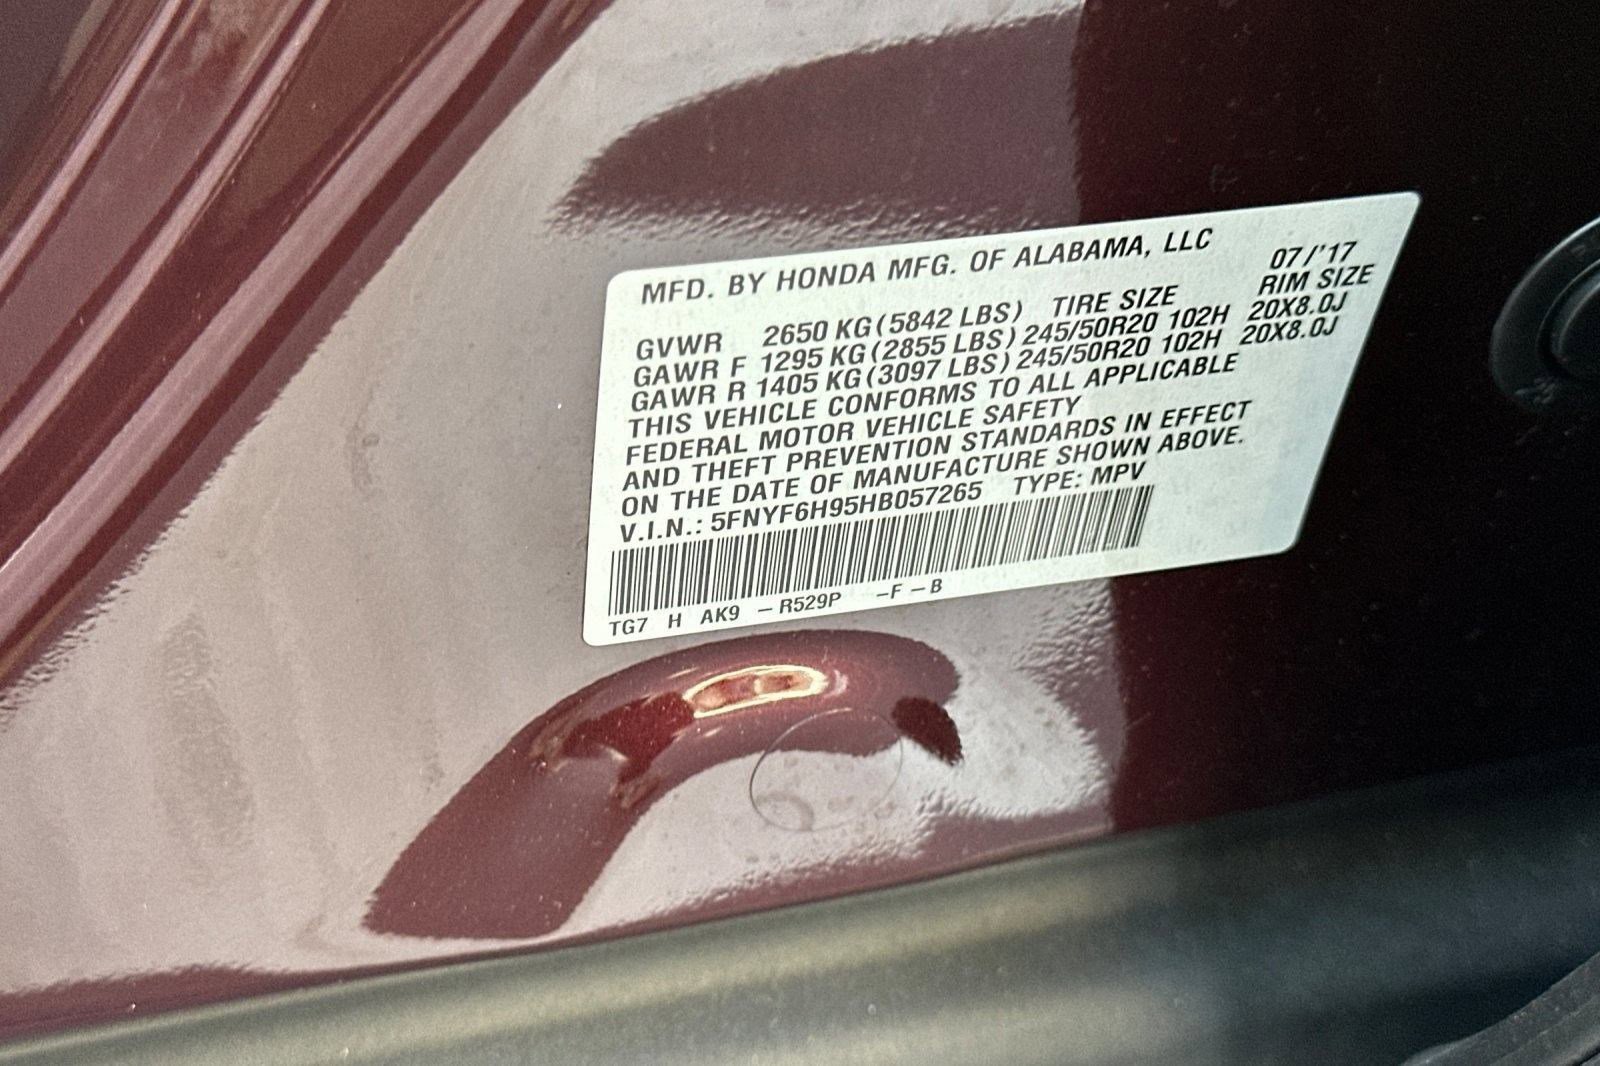 MFD. BY HONDA MFG. OF ALABAMA, LLC 07/'17
GVWR 2650 KG (5842 LBS) TIRE SIZE RIM SIZE
GAWR F 1295 KG (2855 LBS) 245/50R20 102H 20X8.0J
GAWR R 1405 KG (3097 LBS) 245/50R20 102H 20X8.0J
THIS VEHICLE CONFORMS TO ALL APPLICABLE
FEDERAL MOTOR VEHICLE SAFETY
AND THEFT PREVENTION STANDARDS IN EFFECT
ON THE DATE OF MANUFACTURE SHOWN ABOVE.
V.I.N.: 5FNYF6H95HB057265 TYPE: MPV
TG7 H AK9 – R529P –F –B